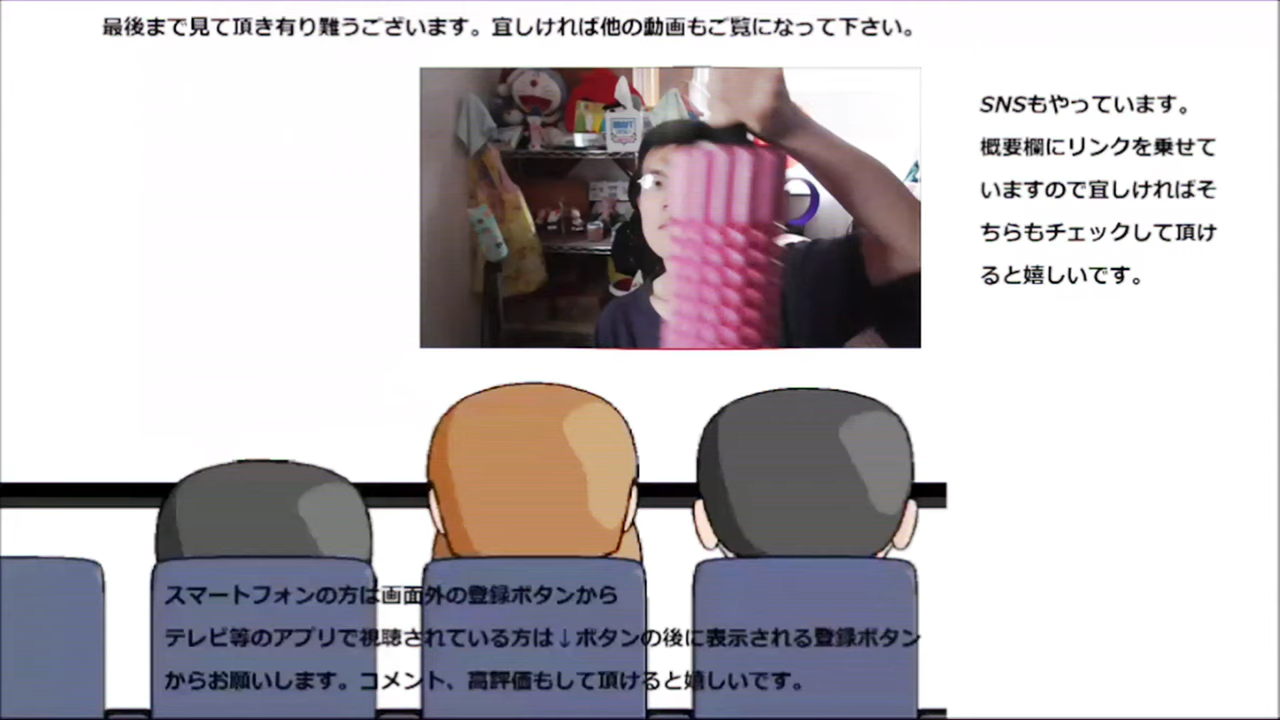 最後まで見て頂き有り難うございます。宜しければ他の動画もご覧になって下さい。
SNSもやっています。
概要欄にリンクを乗せて
いますので宜しければそ
ちらもチェックして頂け
ると嬉しいです。
スマートフォンの方は画面外の登録ボタンから
テレビ等のアプリで視聴されている方は↓ボタンの後に表示される登録ボタン
からお願いします。コメント、高評価もして頂けると嬉しいです。